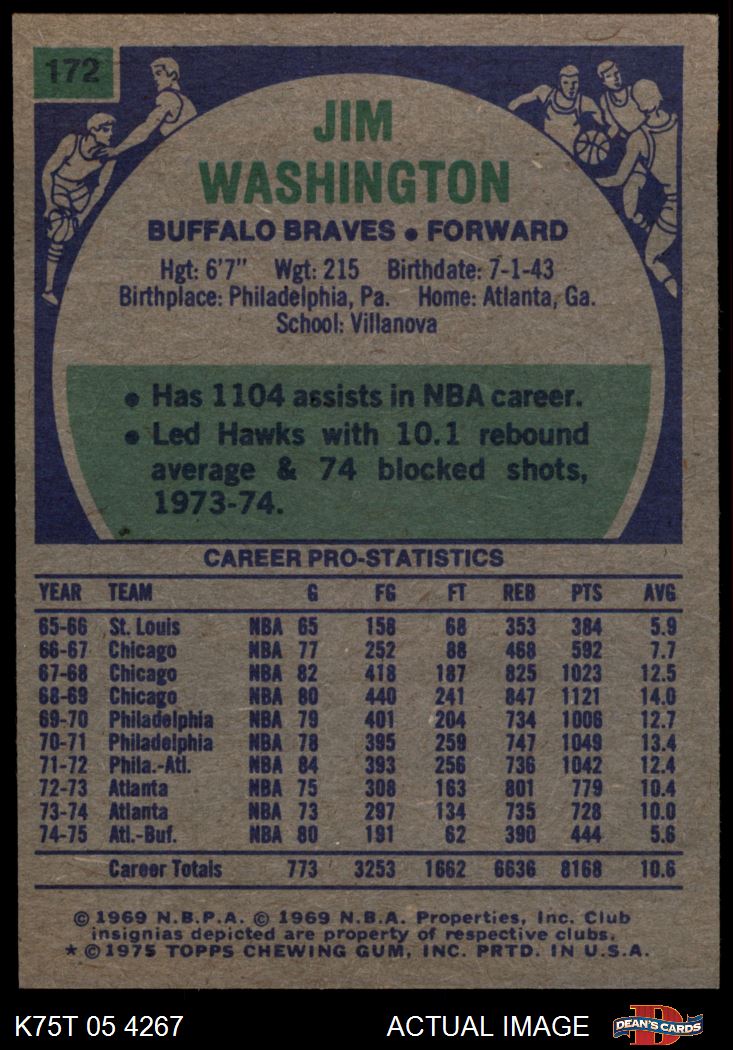 172
JIM
WASHINGTON
BUFFALO BRAVES • FORWARD
Hgt: 6'7" Wgt: 215 Birthdate: 7-1-43
Birthplace: Philadelphia, Pa. Home: Atlanta, Ga.
School: Villanova
• Has 1104 assists in NBA career.
• Led Hawks with 10.1 rebound
average & 74 blocked shots,
1973-74.
CAREER PRO-STATISTICS
YEAR TEAM G FG FT REB PTS AVG
65-66 St. Louis NBA 65 158 68 353 384 5.9
66-67 Chicago NBA 77 252 88 468 592 7.7
67-68 Chicago NBA 82 418 187 825 1023 12.5
68-69 Chicago NBA 80 440 241 847 1121 14.0
69-70 Philadelphia NBA 79 401 204 734 1006 12.7
70-71 Philadelphia NBA 78 395 259 747 1049 13.4
71-72 Phila.-Atl. NBA 84 393 256 736 1042 12.4
72-73 Atlanta NBA 75 308 163 801 779 10.4
73-74 Atlanta NBA 73 297 134 735 728 10.0
74-75 Atl.-Buf. NBA 80 191 62 390 444 5.6
Career Totals 773 3253 1662 6636 8168 10.6
© 1969 N.B.P.A. © 1969 N.B.A. Properties, Inc. Club
insignias depicted are property of respective clubs.
* © 1975 TOPPS CHEWING GUM, INC. PRTD. IN U.S.A.
K75T 05 4267 ACTUAL IMAGE
D
DEAN'S CARDS